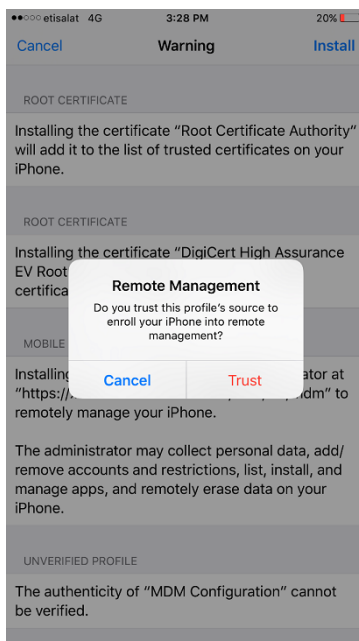 etisalat 4G 3:28 PM 20%
Cancel Warning Install
ROOT CERTIFICATE
Installing the certificate “Root Certificate Authority”
will add it to the list of trusted certificates on your
iPhone.
ROOT CERTIFICATE
Installing the certificate “DigiCert High Assurance
EV Root
certifica
Remote Management
Do you trust this profile's source to
enroll your iPhone into remote
management?
Cancel Trust
MOBILE
Installing ator at
“https:// dm” to
remotely manage your iPhone.
The administrator may collect personal data, add/
remove accounts and restrictions, list, install, and
manage apps, and remotely erase data on your
iPhone.
UNVERIFIED PROFILE
The authenticity of “MDM Configuration” cannot
be verified.